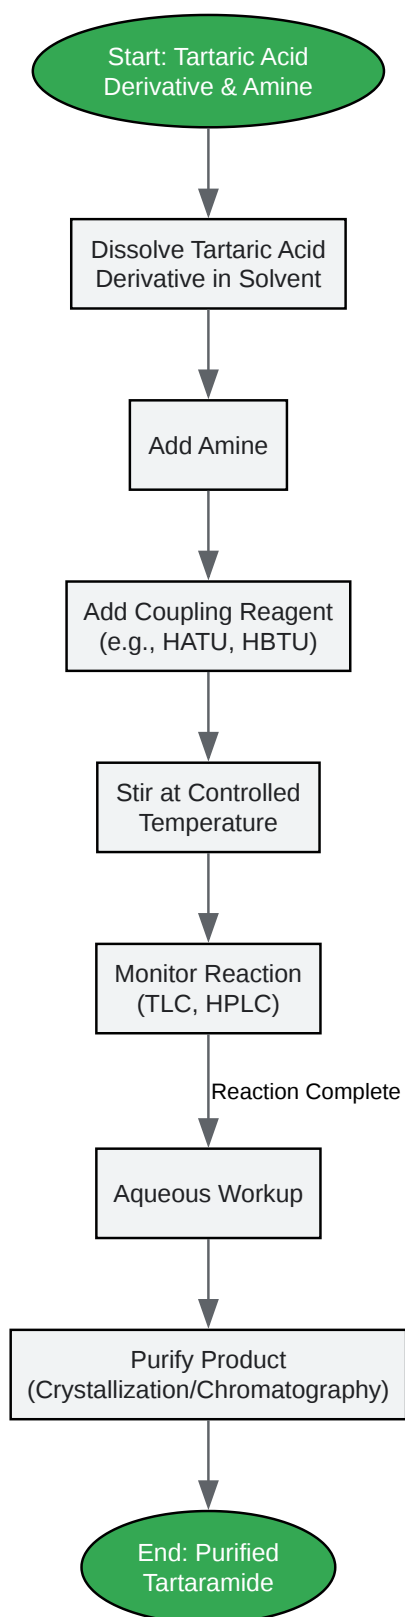 Start: Tartaric Acid
Derivative & Amine
Dissolve Tartaric Acid
Derivative in Solvent
Add Amine
Add Coupling Reagent
(e.g., HATU, HBTU)
Stir at Controlled
Temperature
Monitor Reaction
(TLC, HPLC)
Reaction Complete
Aqueous Workup
Purify Product
(Crystallization/Chromatography)
End: Purified
Tartaramide